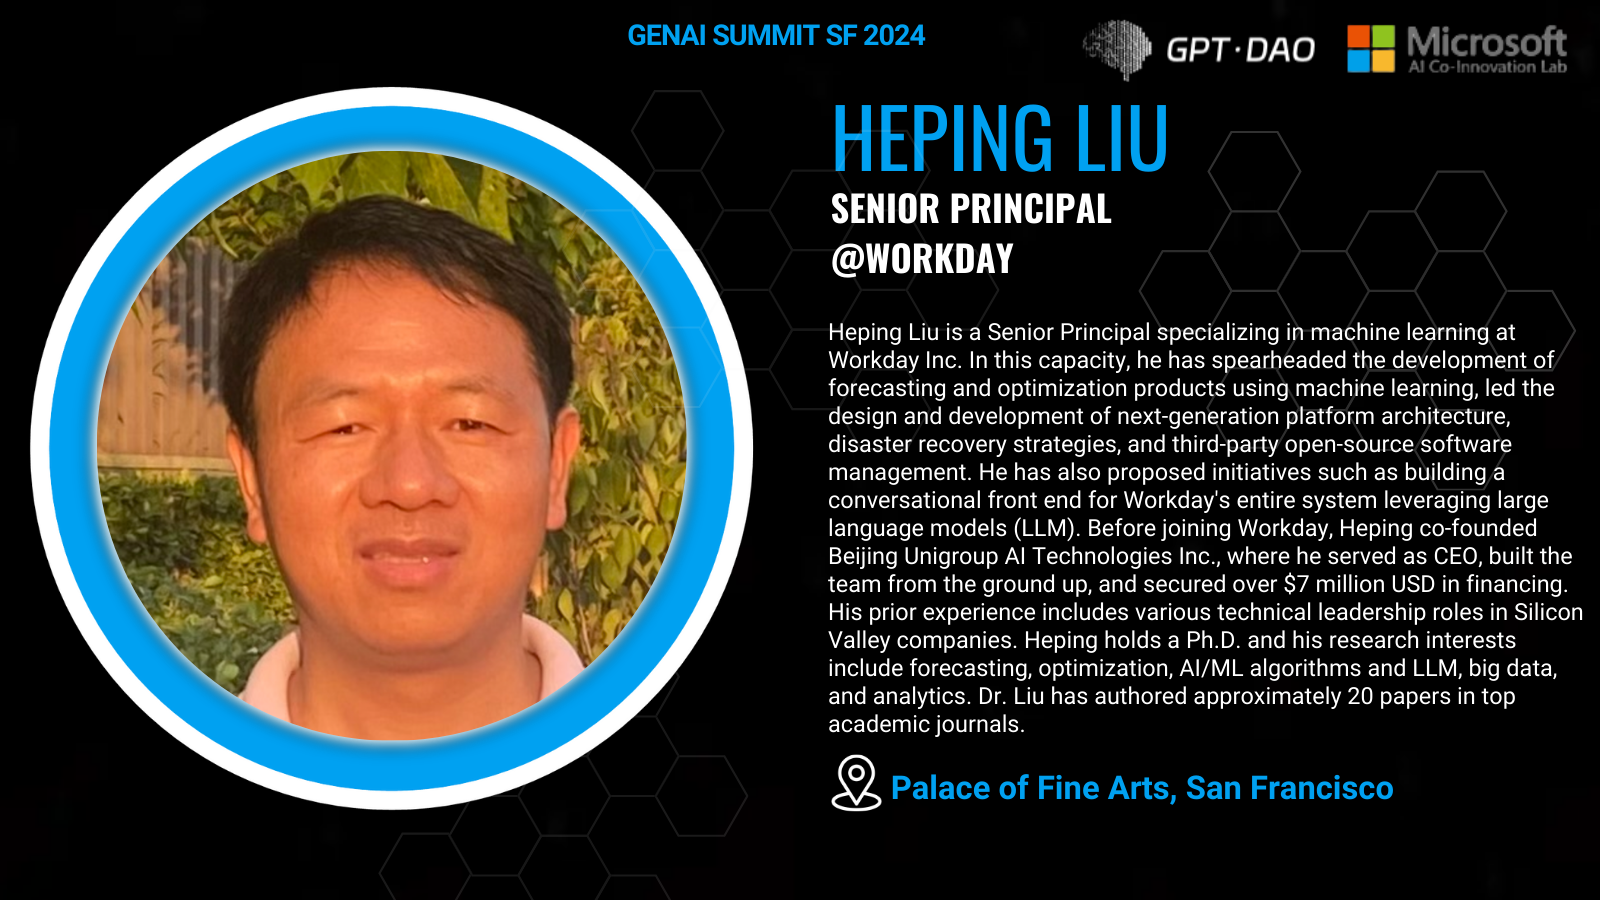 GENAI SUMMIT SF 2024
GPT·DAO
Microsoft
AI Co-Innovation Lab
HEPING LIU
SENIOR PRINCIPAL
@WORKDAY
Heping Liu is a Senior Principal specializing in machine learning at
Workday Inc. In this capacity, he has spearheaded the development of
forecasting and optimization products using machine learning, led the
design and development of next-generation platform architecture,
disaster recovery strategies, and third-party open-source software
management. He has also proposed initiatives such as building a
conversational front end for Workday's entire system leveraging large
language models (LLM). Before joining Workday, Heping co-founded
Beijing Unigroup AI Technologies Inc., where he served as CEO, built the
team from the ground up, and secured over $7 million USD in financing.
His prior experience includes various technical leadership roles in Silicon
Valley companies. Heping holds a Ph.D. and his research interests
include forecasting, optimization, AI/ML algorithms and LLM, big data,
and analytics. Dr. Liu has authored approximately 20 papers in top
academic journals.
Palace of Fine Arts, San Francisco